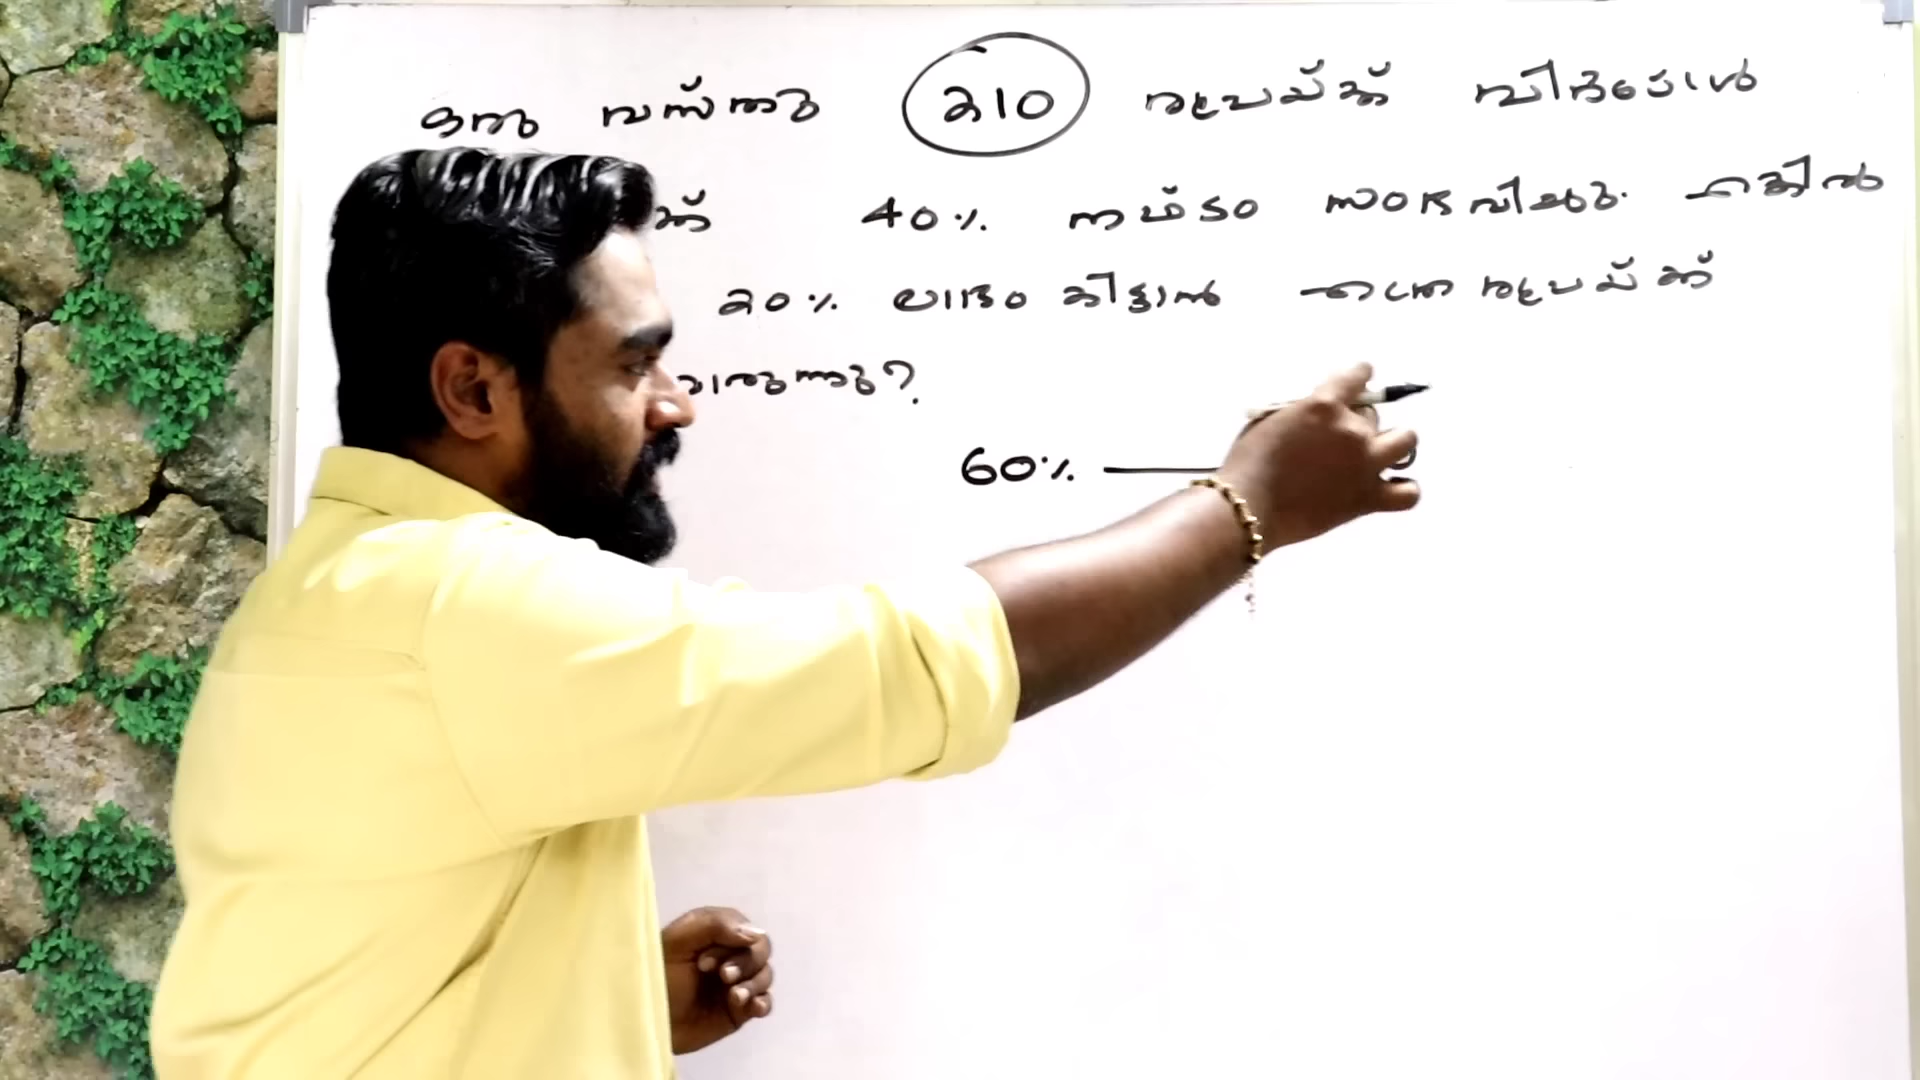 ഒരു വസ്തു 210 രൂപയ്ക്ക് വിറ്റപ്പോൾ
ക്ക് 40% നഷ്ടം സംഭവിച്ചു. എങ്കിൽ
20% ലാഭം കിട്ടാൻ എത്ര രൂപയ്ക്ക്
60% —